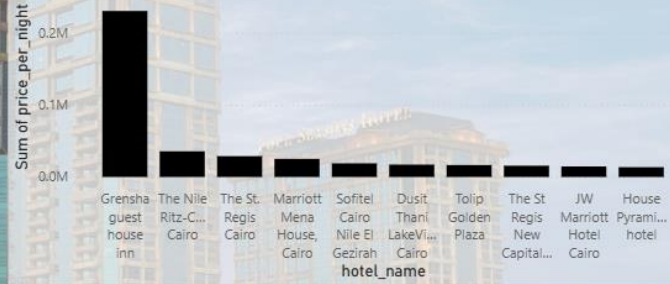 Sum of price_per_night
0.2M
0.1M
0.0M
Grensha guest house inn
The Nile Ritz-C... Cairo
The St. Regis Cairo
Marriott Mena House, Cairo
Sofitel Cairo Nile El Gezirah
Dusit Thani LakeVi... Cairo
Tolip Golden Plaza
The St Regis New Capital...
JW Marriott Hotel Cairo
House Pyrami... hotel
hotel_name